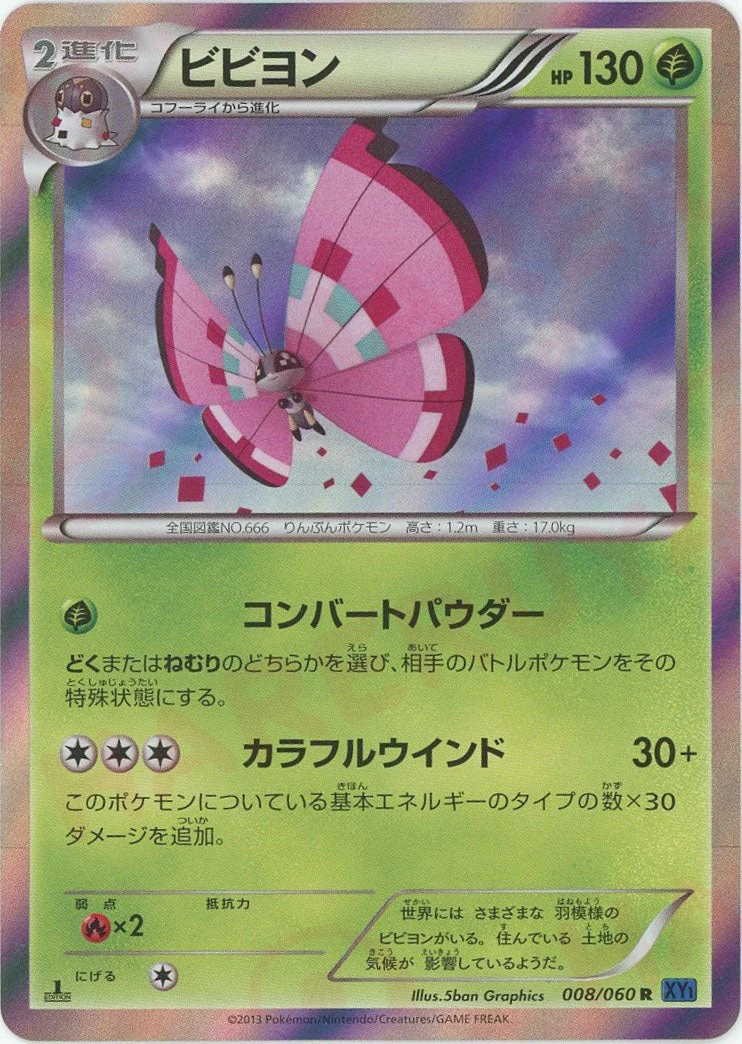 2進化
ビビヨン
HP 130
コフーライから進化
全国図鑑NO.666 りんぷんポケモン 高さ：1.2m 重さ：17.0kg
コンバートパウダー
どくまたはねむりのどちらかを選び、相手のバトルポケモンをその
特殊状態にする。
カラフルウインド 30+
このポケモンについている基本エネルギーのタイプの数×30
ダメージを追加。
弱点 抵抗力
×2
にげる
世界には さまざまな 羽模様の
ビビヨンがいる。住んでいる 土地の
気候が 影響しているようだ。
1 EDITION
Illus.5ban Graphics 008/060 R XY1
©2013 Pokémon/Nintendo/Creatures/GAME FREAK.